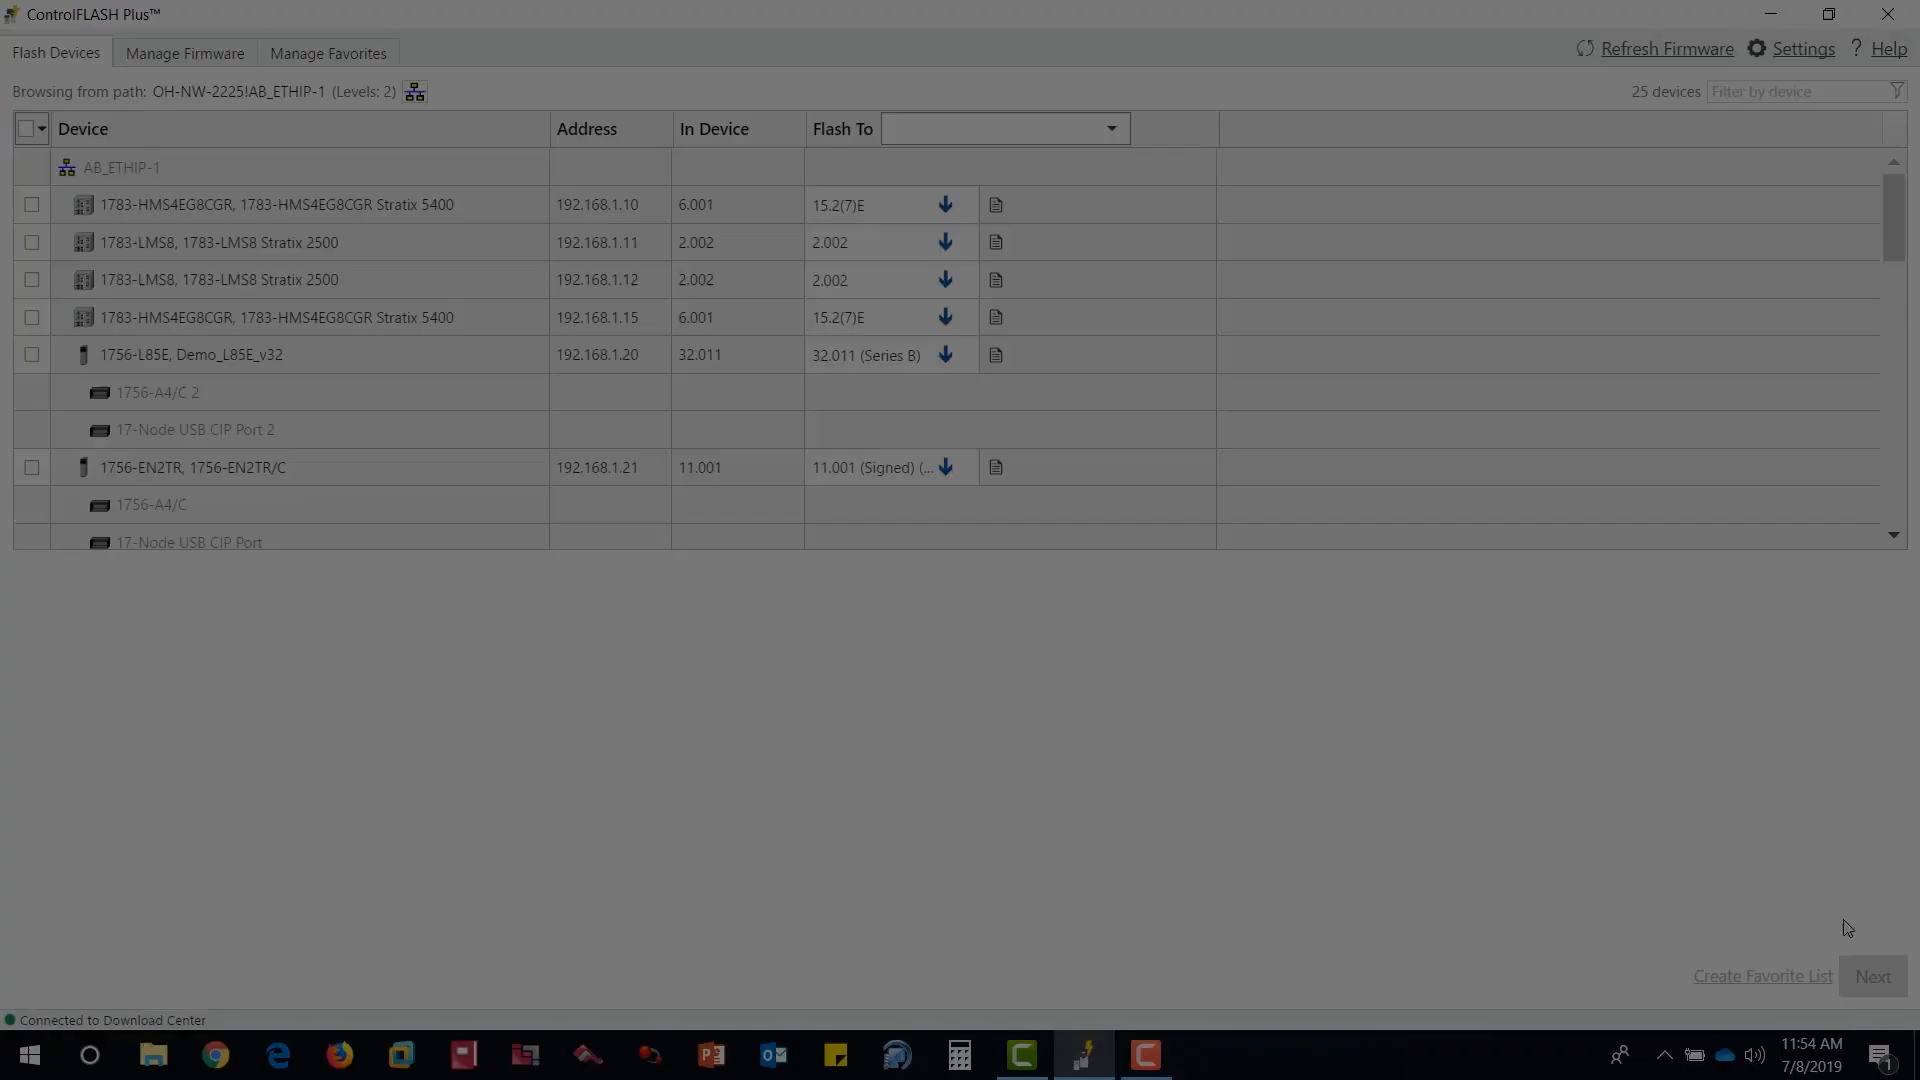 ControlFLASH Plus™
Flash Devices Manage Firmware Manage Favorites Refresh Firmware Settings ? Help
Browsing from path: OH-NW-2225!AB_ETHIP-1 (Levels: 2) 25 devices Filter by device
Device Address In Device Flash To
AB_ETHIP-1
1783-HMS4EG8CGR, 1783-HMS4EG8CGR Stratix 5400 192.168.1.10 6.001 15.2(7)E
1783-LMS8, 1783-LMS8 Stratix 2500 192.168.1.11 2.002 2.002
1783-LMS8, 1783-LMS8 Stratix 2500 192.168.1.12 2.002 2.002
1783-HMS4EG8CGR, 1783-HMS4EG8CGR Stratix 5400 192.168.1.15 6.001 15.2(7)E
1756-L85E, Demo_L85E_v32 192.168.1.20 32.011 32.011 (Series B)
1756-A4/C 2
17-Node USB CIP Port 2
1756-EN2TR, 1756-EN2TR/C 192.168.1.21 11.001 11.001 (Signed) (...
1756-A4/C
17-Node USB CIP Port
Create Favorite List Next
Connected to Download Center
11:54 AM
7/8/2019
1